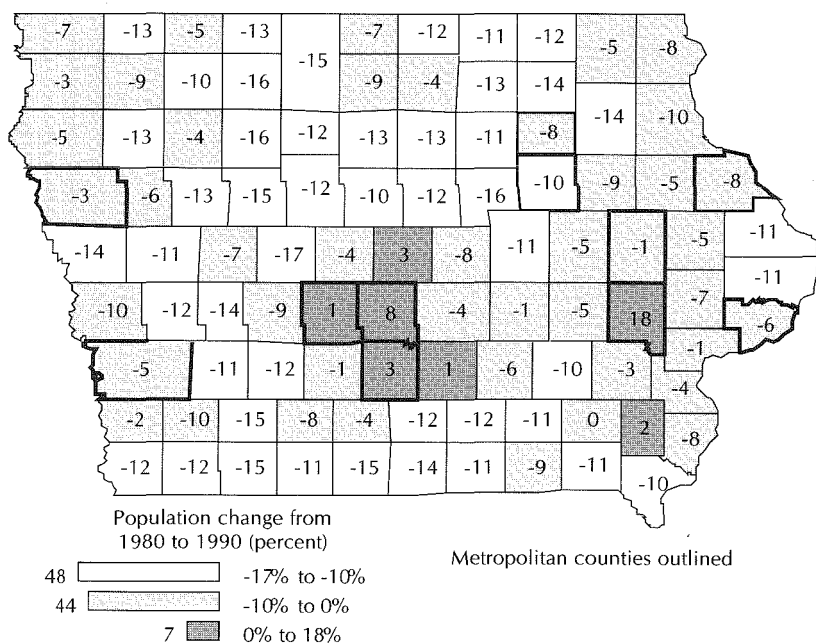 -7 -13 -5 -13 -7 -12 -11 -12 -5 -8
-15
-3 -9 -10 -16 -9 -4 -13 -14
-14 -10
-5 -13 -4 -16 -12 -13 -13 -11 -8
-3 -6 -13 -15 -12 -10 -12 -16 -10 -9 -5 -8
-14 -11 -7 -17 -4 3 -8 -11 -5 -1 -5 -11
-11
-10 -12 -14 -9 1 8 -4 -1 -5 18 -7 -6
-5 -11 -12 -1 3 1 -6 -10 -3 -1
-4
-2 -10 -15 -8 -4 -12 -12 -11 0 2 -8
-12 -12 -15 -11 -15 -14 -11 -9 -11 -10
Population change from
1980 to 1990 (percent)
Metropolitan counties outlined
48 -17% to -10%
44 -10% to 0%
7 0% to 18%